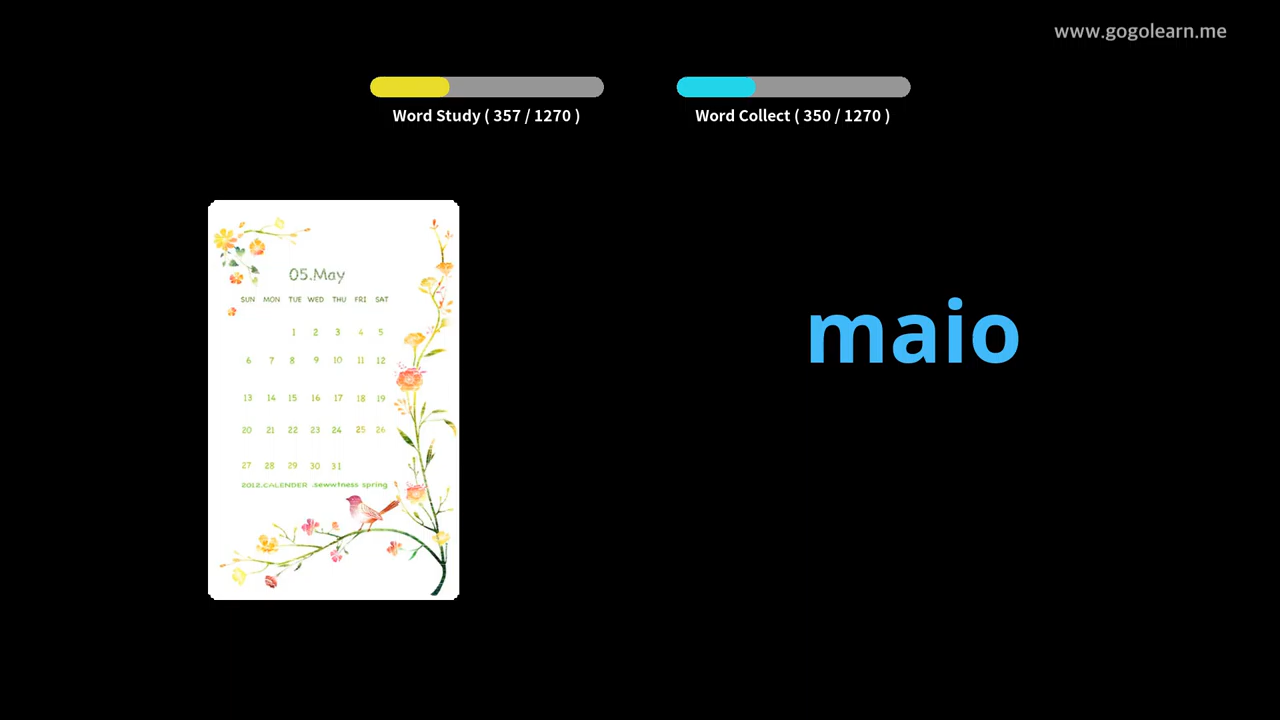 www.gogolearn.me
Word Study ( 357 / 1270 )
Word Collect ( 350 / 1270 )
05.May
SUN MON TUE WED THU FRI SAT
1 2 3 4 5
6 7 8 9 10 11 12
13 14 15 16 17 18 19
20 21 22 23 24 25 26
27 28 29 30 31
2012.CALENDER .sewwtness spring
maio